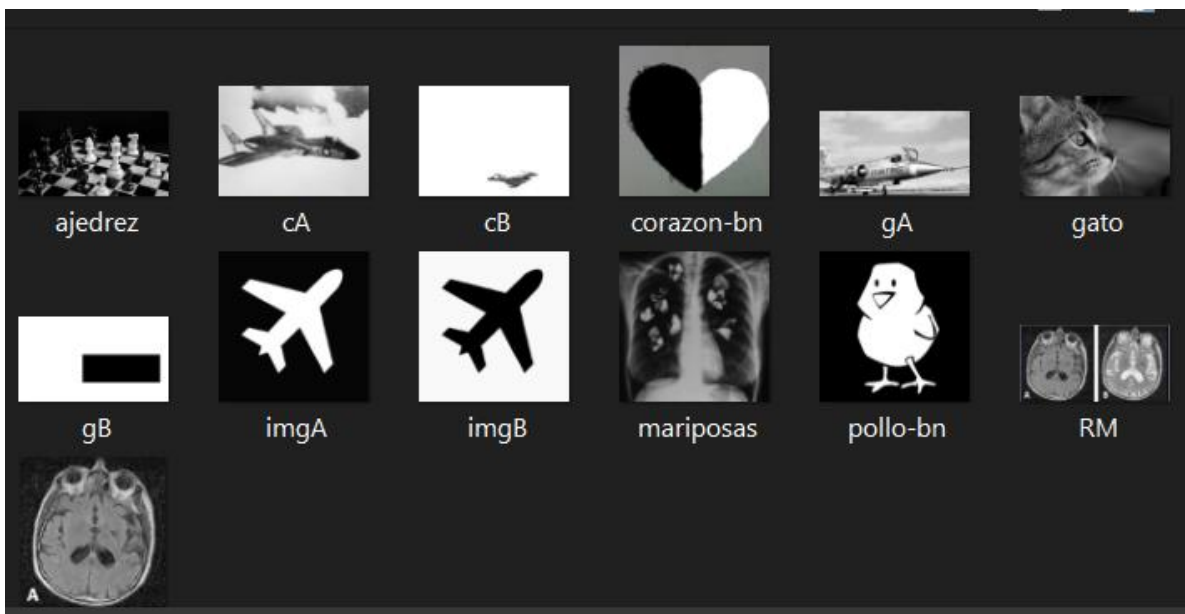 ajedrez cA cB corazon-bn gA gato
gB imgA imgB mariposas pollo-bn A B RM
A